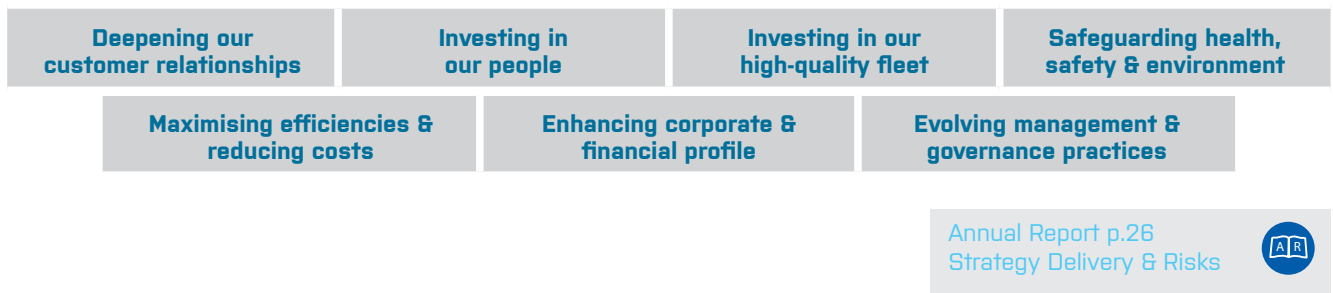 Deepening our
customer relationships
Investing in
our people
Investing in our
high-quality fleet
Safeguarding health,
safety & environment
Maximising efficiencies &
reducing costs
Enhancing corporate &
financial profile
Evolving management &
governance practices
Annual Report p.26
Strategy Delivery & Risks
A R